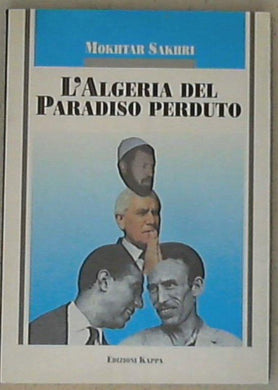 MOKHTAR SAKHRI
L'ALGERIA DEL
PARADISO PERDUTO
EDIZIONI KAPPA